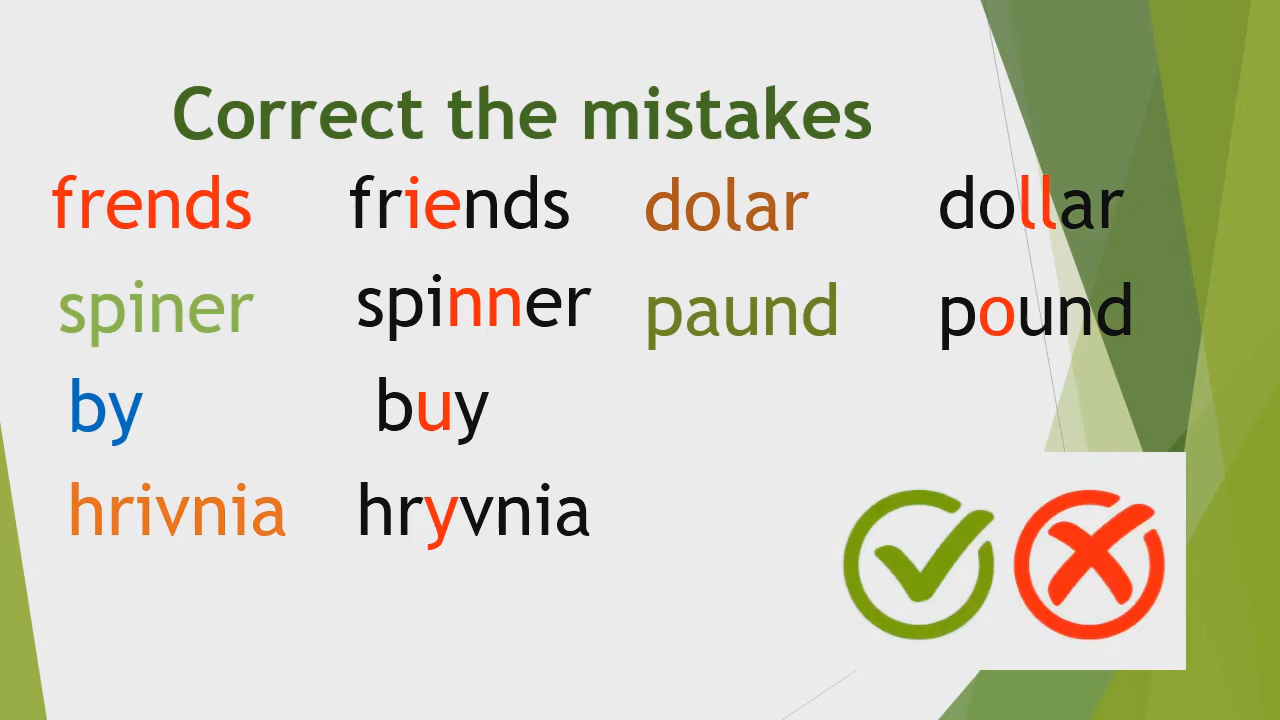 Correct the mistakes
frends friends dolar dollar
spiner spinner paund pound
by buy
hrivnia hryvnia